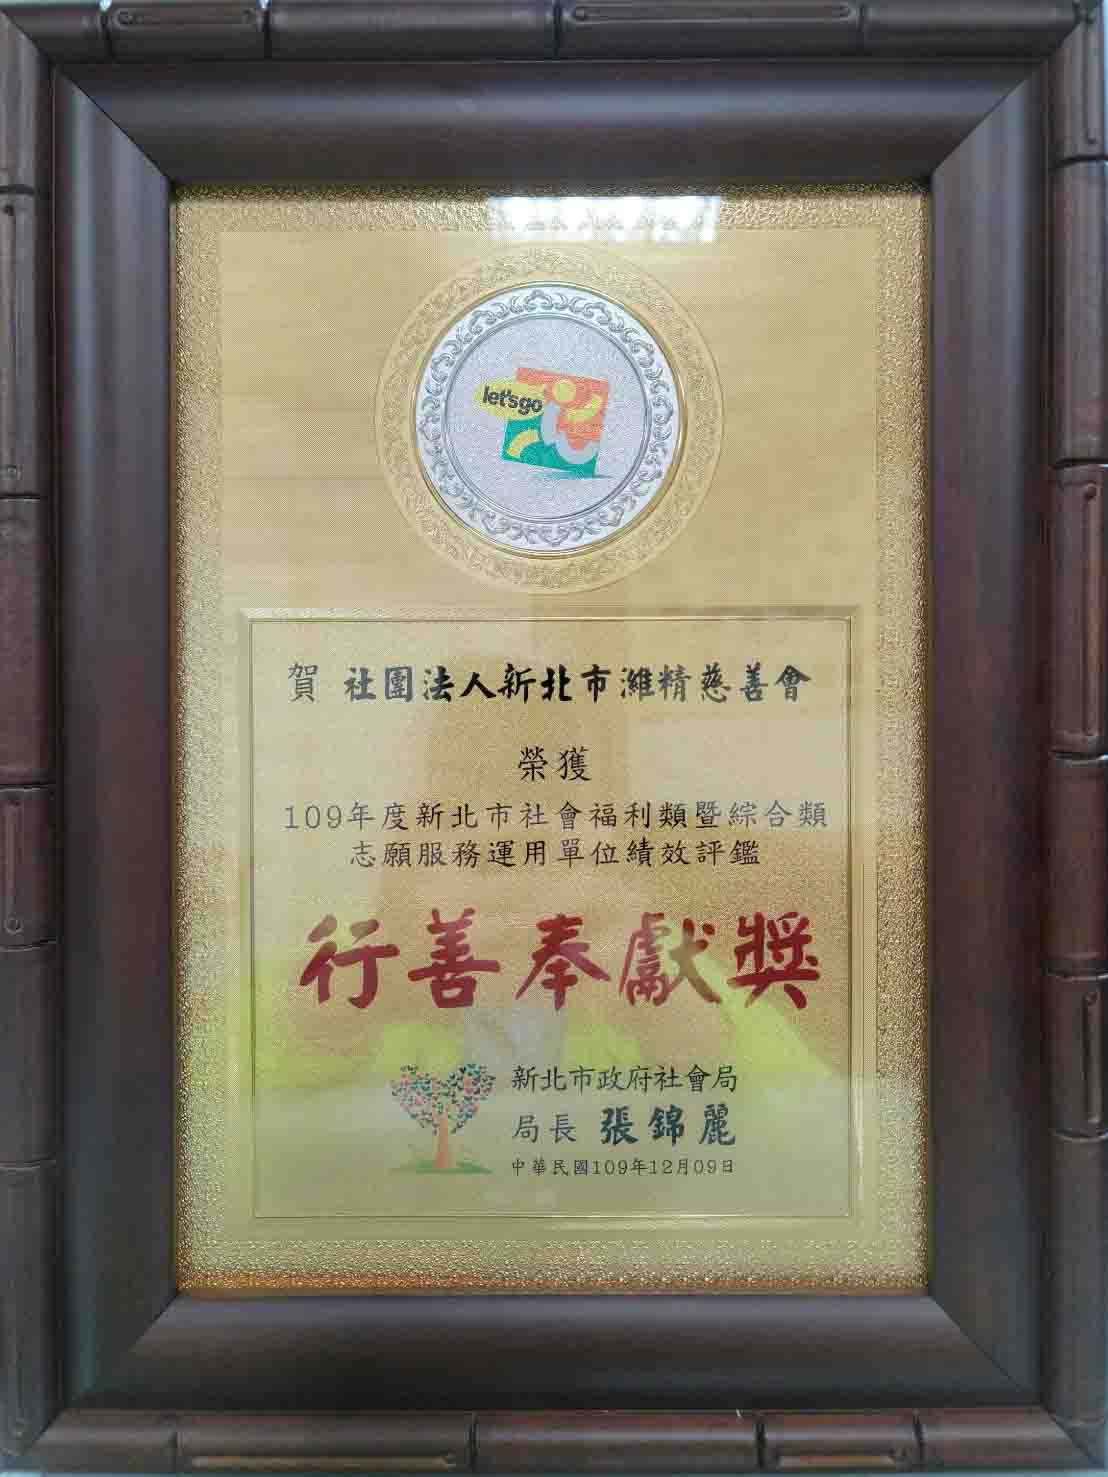 let's go
賀 社團法人新北市濰精慈善會
榮獲
109年度新北市社會福利類暨綜合類
志願服務運用單位績效評鑑
行善奉獻獎
新北市政府社會局
局長 張錦麗
中華民國109年12月09日